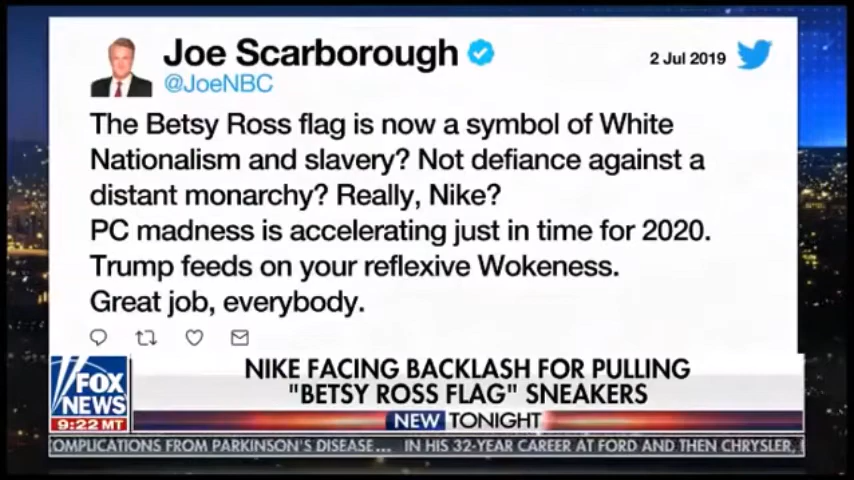 Joe Scarborough
@JoeNBC
2 Jul 2019
The Betsy Ross flag is now a symbol of White
Nationalism and slavery? Not defiance against a
distant monarchy? Really, Nike?
PC madness is accelerating just in time for 2020.
Trump feeds on your reflexive Wokeness.
Great job, everybody.
FOX
NEWS
9:22 MT
NIKE FACING BACKLASH FOR PULLING
"BETSY ROSS FLAG" SNEAKERS
NEW TONIGHT
OMPLICATIONS FROM PARKINSON'S DISEASE... IN HIS 32-YEAR CAREER AT FORD AND THEN CHRYSLER,